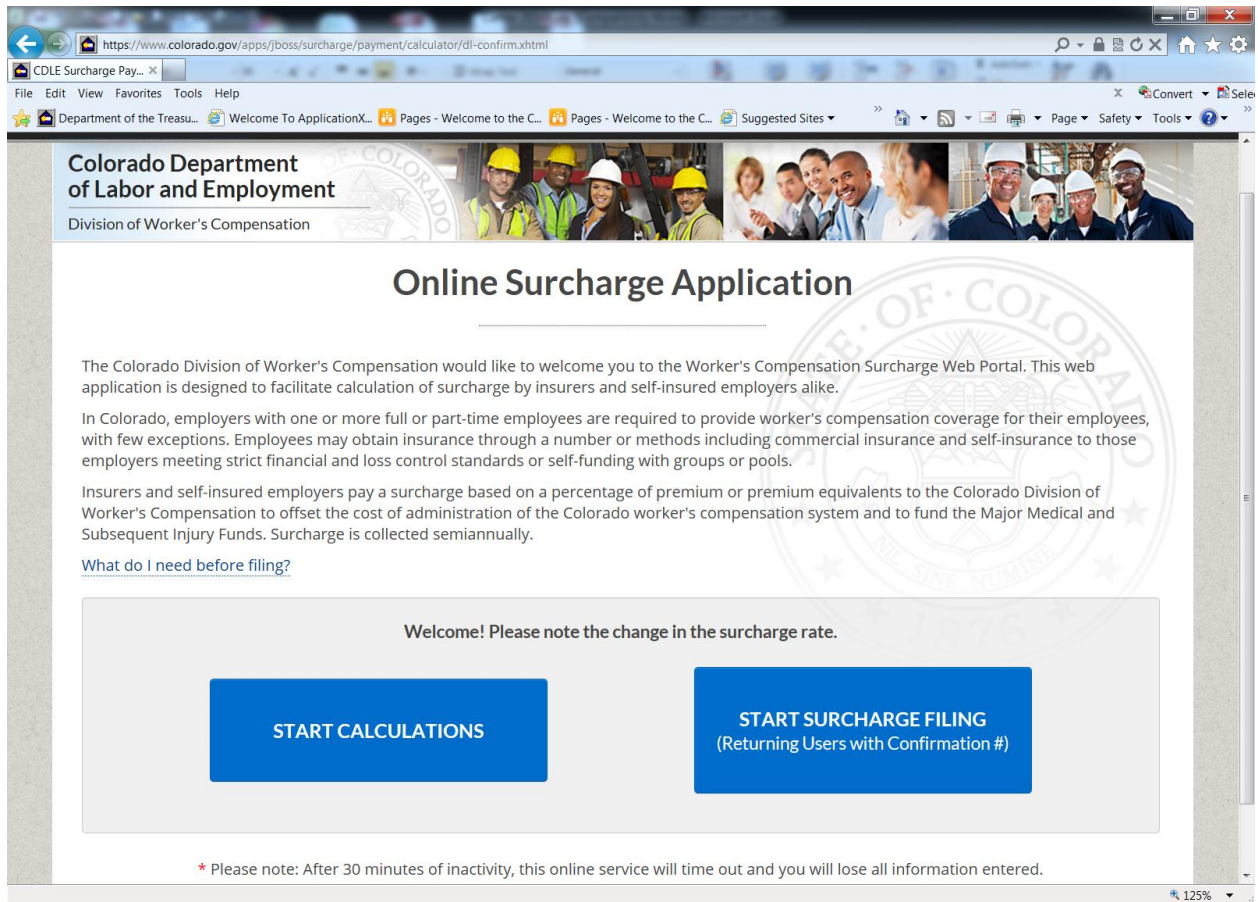 https://www.colorado.gov/apps/jboss/surcharge/payment/calculator/dl-confirm.xhtml
CDLE Surcharge Pay...
File Edit View Favorites Tools Help
Convert Sele
Department of the Treasu... Welcome To ApplicationX... Pages - Welcome to the C... Pages - Welcome to the C... Suggested Sites Page Safety Tools
Colorado Department
of Labor and Employment
Division of Worker's Compensation
Online Surcharge Application
STATE OF COLORADO
The Colorado Division of Worker's Compensation would like to welcome you to the Worker's Compensation Surcharge Web Portal. This web
application is designed to facilitate calculation of surcharge by insurers and self-insured employers alike.
In Colorado, employers with one or more full or part-time employees are required to provide worker's compensation coverage for their employees,
with few exceptions. Employees may obtain insurance through a number or methods including commercial insurance and self-insurance to those
employers meeting strict financial and loss control standards or self-funding with groups or pools.
Insurers and self-insured employers pay a surcharge based on a percentage of premium or premium equivalents to the Colorado Division of
Worker's Compensation to offset the cost of administration of the Colorado worker's compensation system and to fund the Major Medical and
Subsequent Injury Funds. Surcharge is collected semiannually.
NIL SINE NUMINE
What do I need before filing?
1876
Welcome! Please note the change in the surcharge rate.
START CALCULATIONS
START SURCHARGE FILING
(Returning Users with Confirmation #)
* Please note: After 30 minutes of inactivity, this online service will time out and you will lose all information entered.
125%